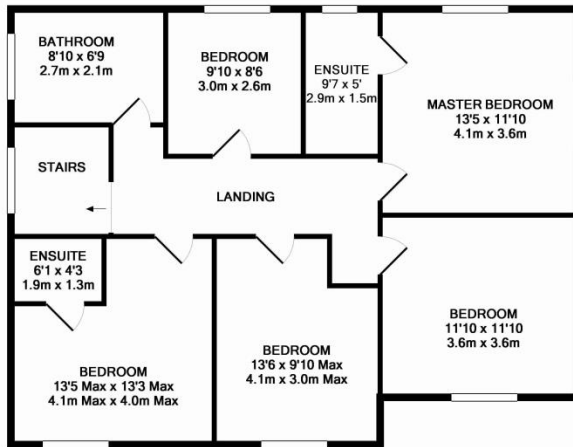 BATHROOM
8'10 x 6'9
2.7m x 2.1m
BEDROOM
9'10 x 8'6
3.0m x 2.6m
ENSUITE
9'7 x 5'
2.9m x 1.5m
MASTER BEDROOM
13'5 x 11'10
4.1m x 3.6m
STAIRS
LANDING
ENSUITE
6'1 x 4'3
1.9m x 1.3m
BEDROOM
13'5 Max x 13'3 Max
4.1m Max x 4.0m Max
BEDROOM
13'6 x 9'10 Max
4.1m x 3.0m Max
BEDROOM
11'10 x 11'10
3.6m x 3.6m